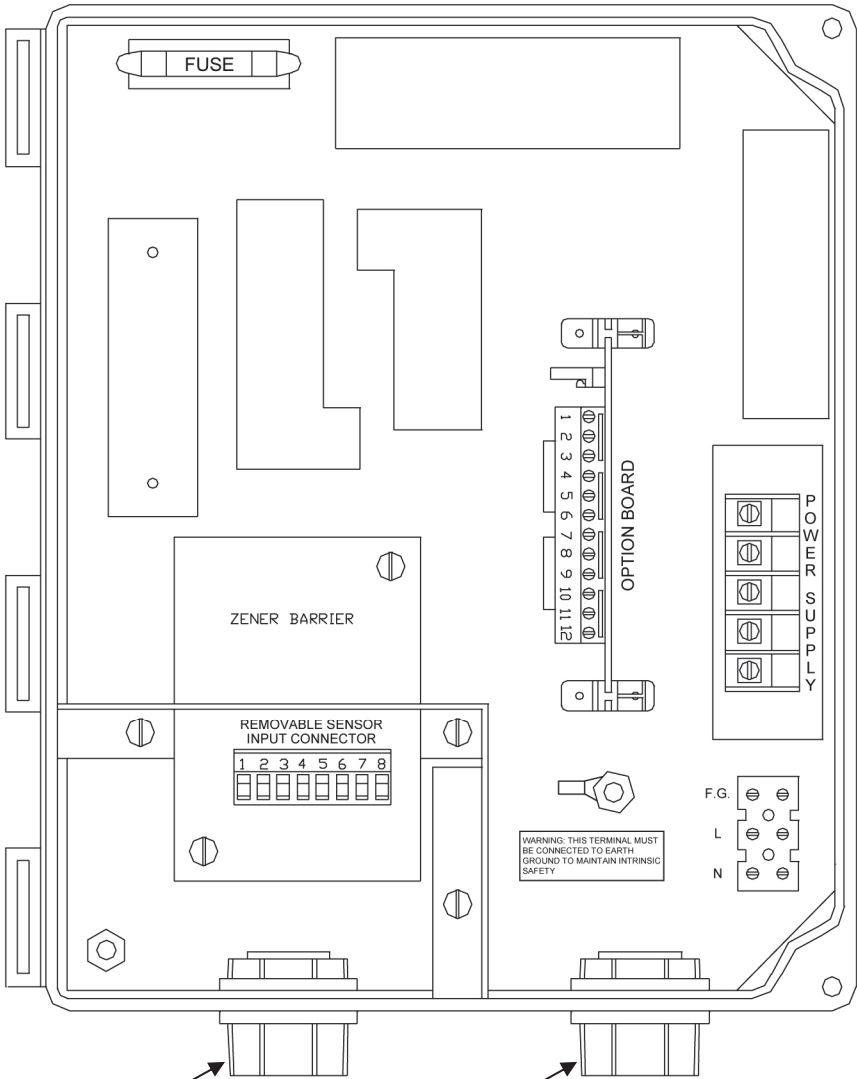 FUSE
1
2
3
4
5
6
7
8
9
10
11
12
OPTION BOARD
POWER SUPPLY
ZENER BARRIER
REMOVABLE SENSOR
INPUT CONNECTOR
1 2 3 4 5 6 7 8
F.G.
L
N
WARNING: THIS TERMINAL MUST
BE CONNECTED TO EARTH
GROUND TO MAINTAIN INTRINSIC
SAFETY